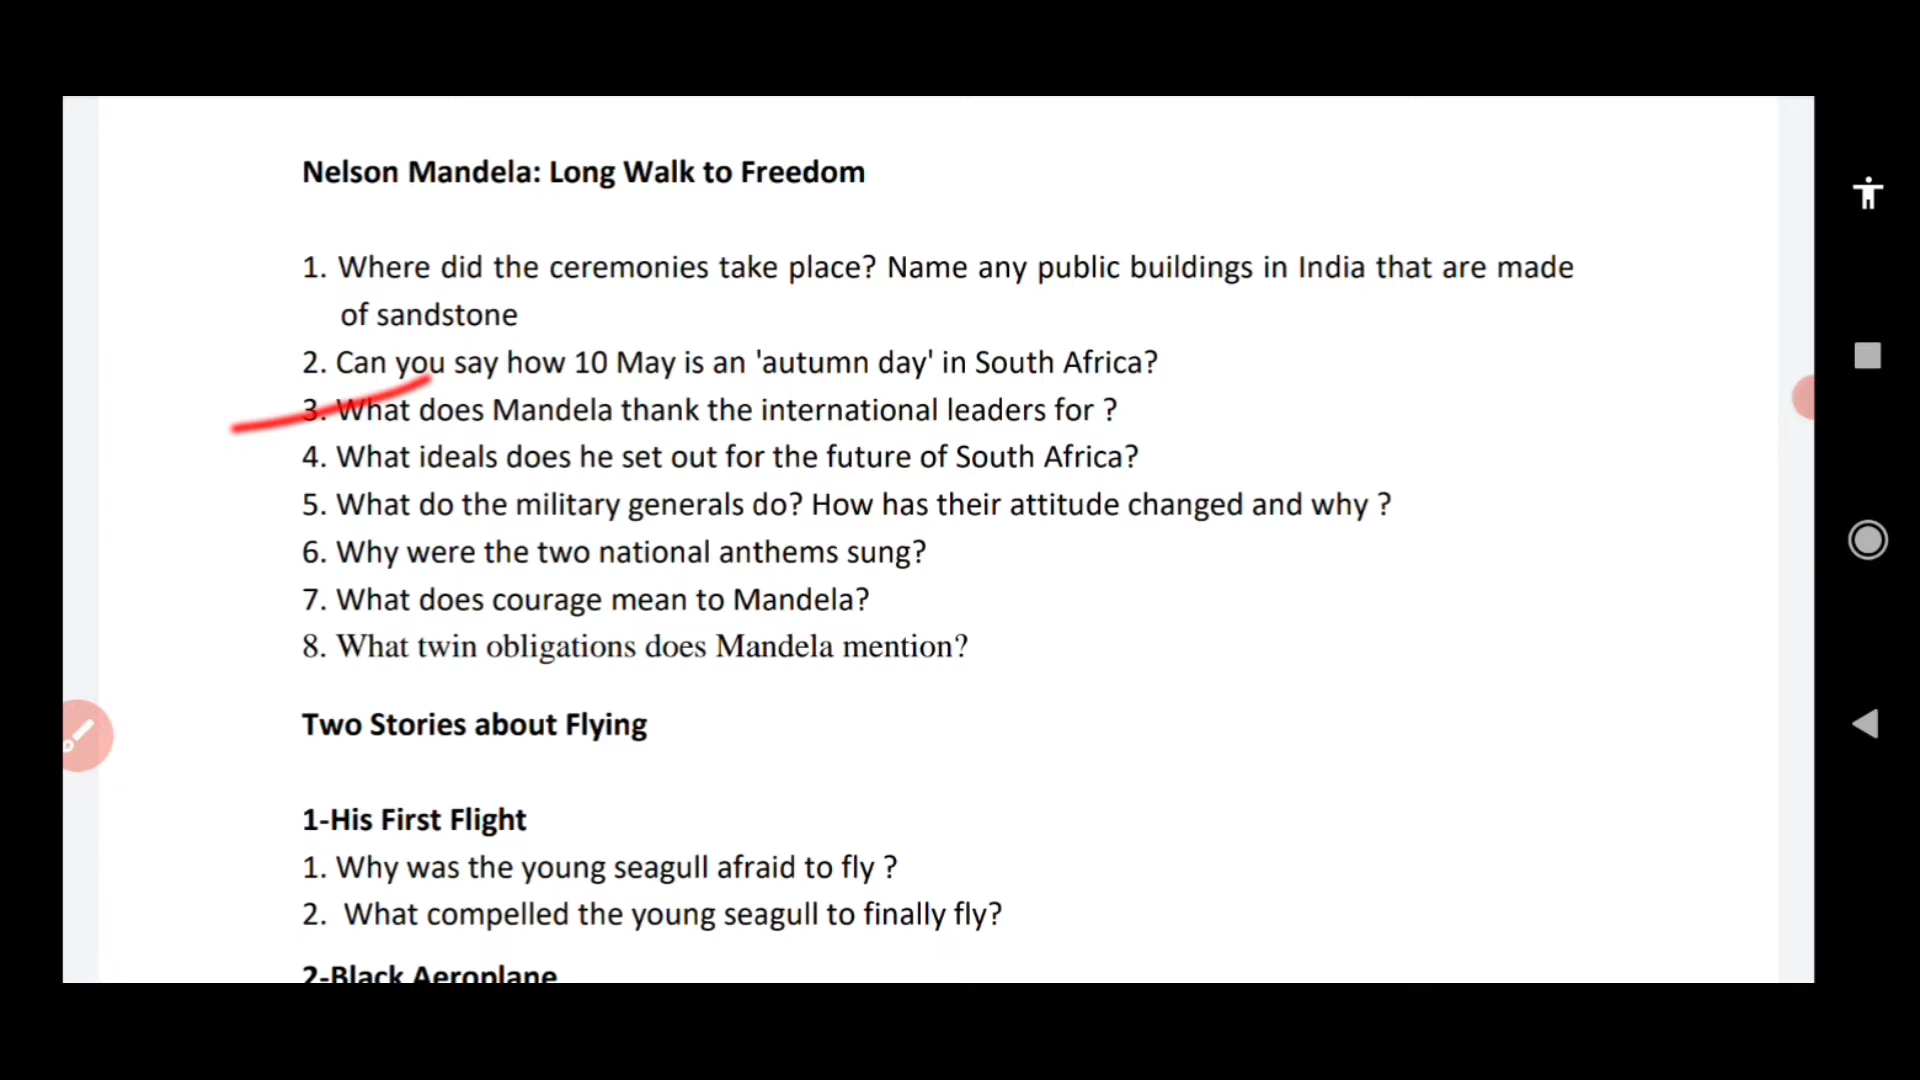 Nelson Mandela: Long Walk to Freedom
1. Where did the ceremonies take place? Name any public buildings in India that are made
of sandstone
2. Can you say how 10 May is an 'autumn day' in South Africa?
3. What does Mandela thank the international leaders for ?
4. What ideals does he set out for the future of South Africa?
5. What do the military generals do? How has their attitude changed and why ?
6. Why were the two national anthems sung?
7. What does courage mean to Mandela?
8. What twin obligations does Mandela mention?
Two Stories about Flying
1-His First Flight
1. Why was the young seagull afraid to fly ?
2. What compelled the young seagull to finally fly?
2-Black Aeroplane